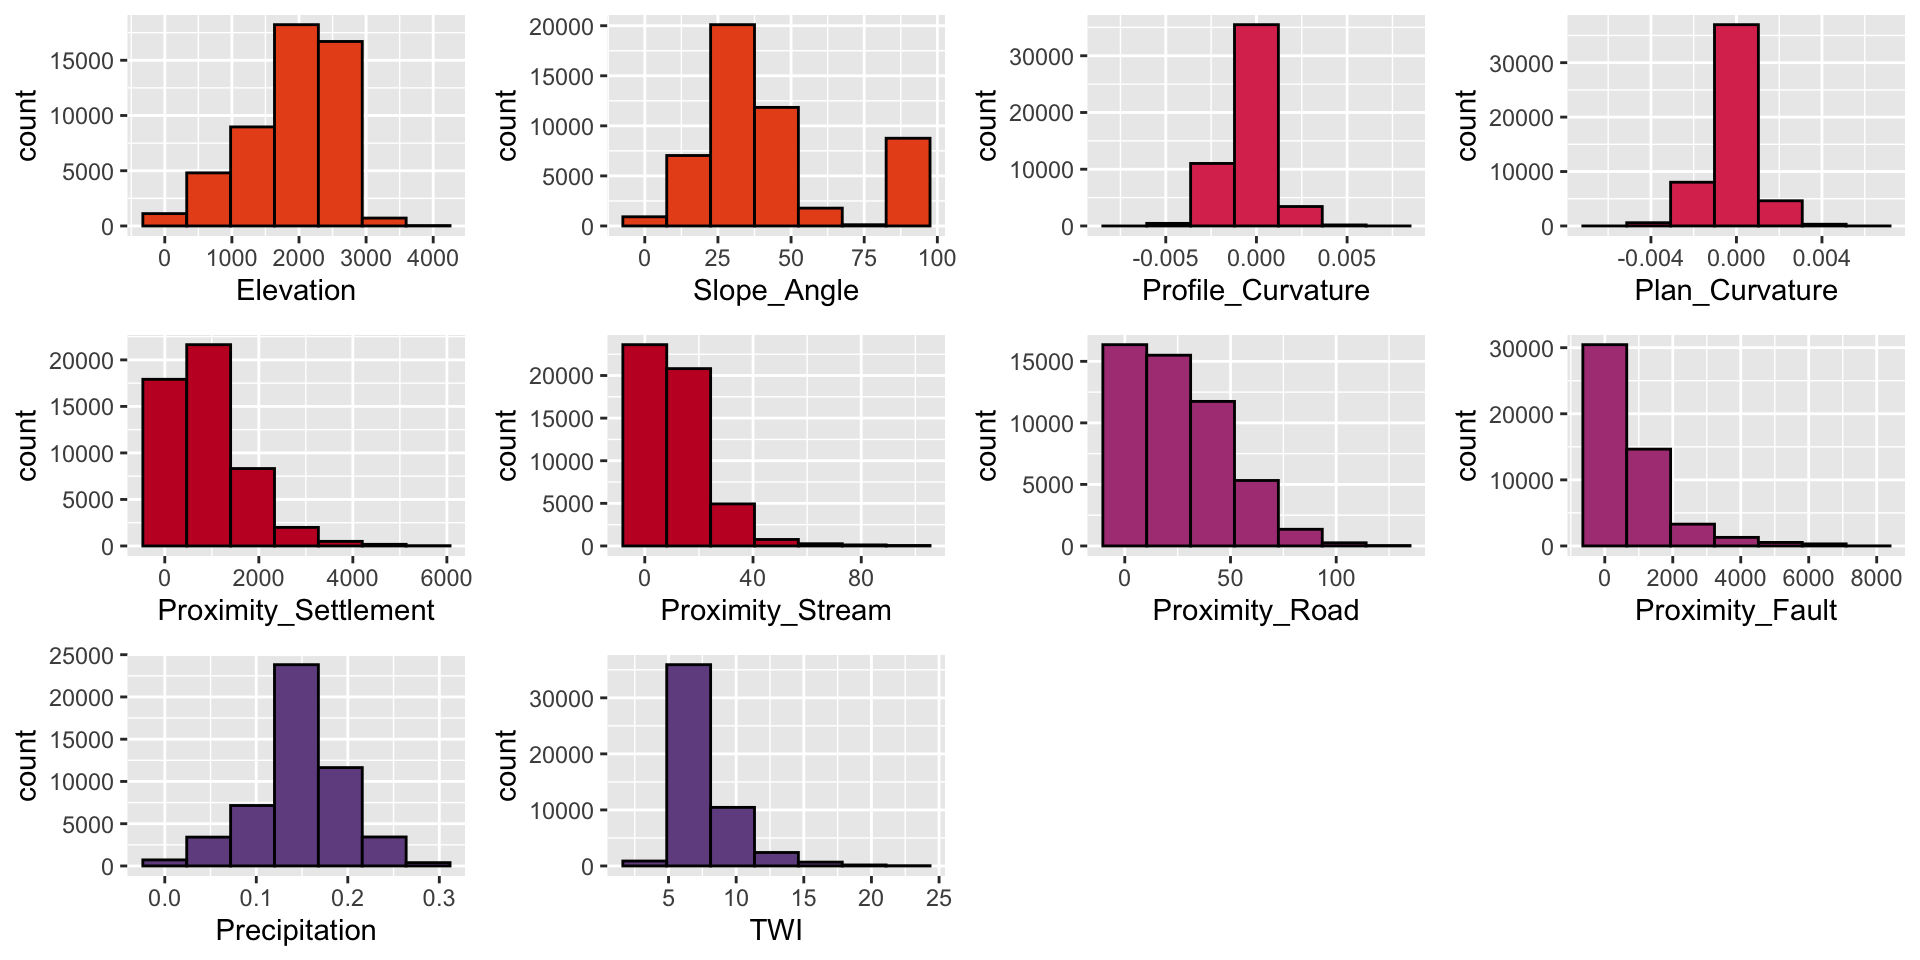 count
15000
10000
5000
0
0 1000 2000 3000 4000
Elevation
count
20000
15000
10000
5000
0
0 25 50 75 100
Slope_Angle
count
30000
20000
10000
0
-0.005 0.000 0.005
Profile_Curvature
count
30000
20000
10000
0
-0.004 0.000 0.004
Plan_Curvature
count
20000
15000
10000
5000
0
0 2000 4000 6000
Proximity_Settlement
count
20000
15000
10000
5000
0
0 40 80
Proximity_Stream
count
15000
10000
5000
0
0 50 100
Proximity_Road
count
30000
20000
10000
0
0 2000 4000 6000 8000
Proximity_Fault
count
25000
20000
15000
10000
5000
0
0.0 0.1 0.2 0.3
Precipitation
count
30000
20000
10000
0
5 10 15 20 25
TWI